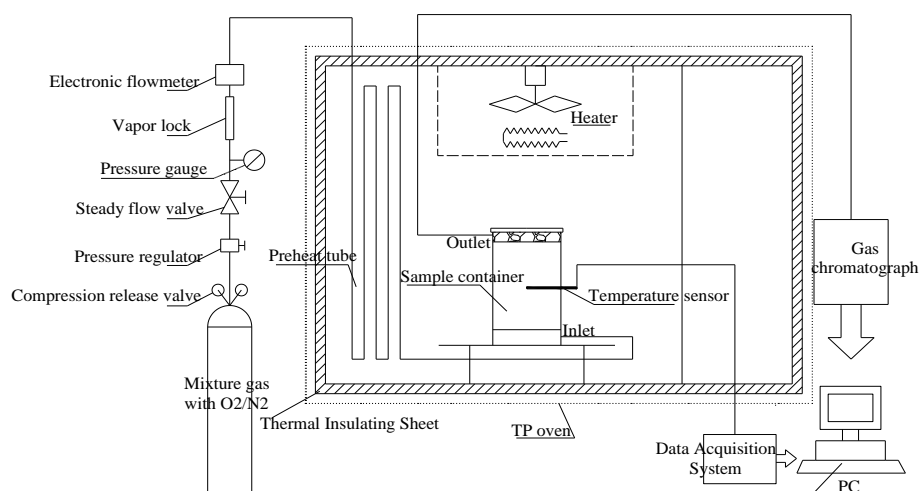 Electronic flowmeter
Vapor lock
Pressure gauge
Steady flow valve
Pressure regulator
Compression release valve
Mixture gas
with O2/N2
Thermal Insulating Sheet
Preheat tube
Heater
Outlet
Sample container
Temperature sensor
Inlet
TP oven
Gas
chromatograph
Data Acquisition
System
PC